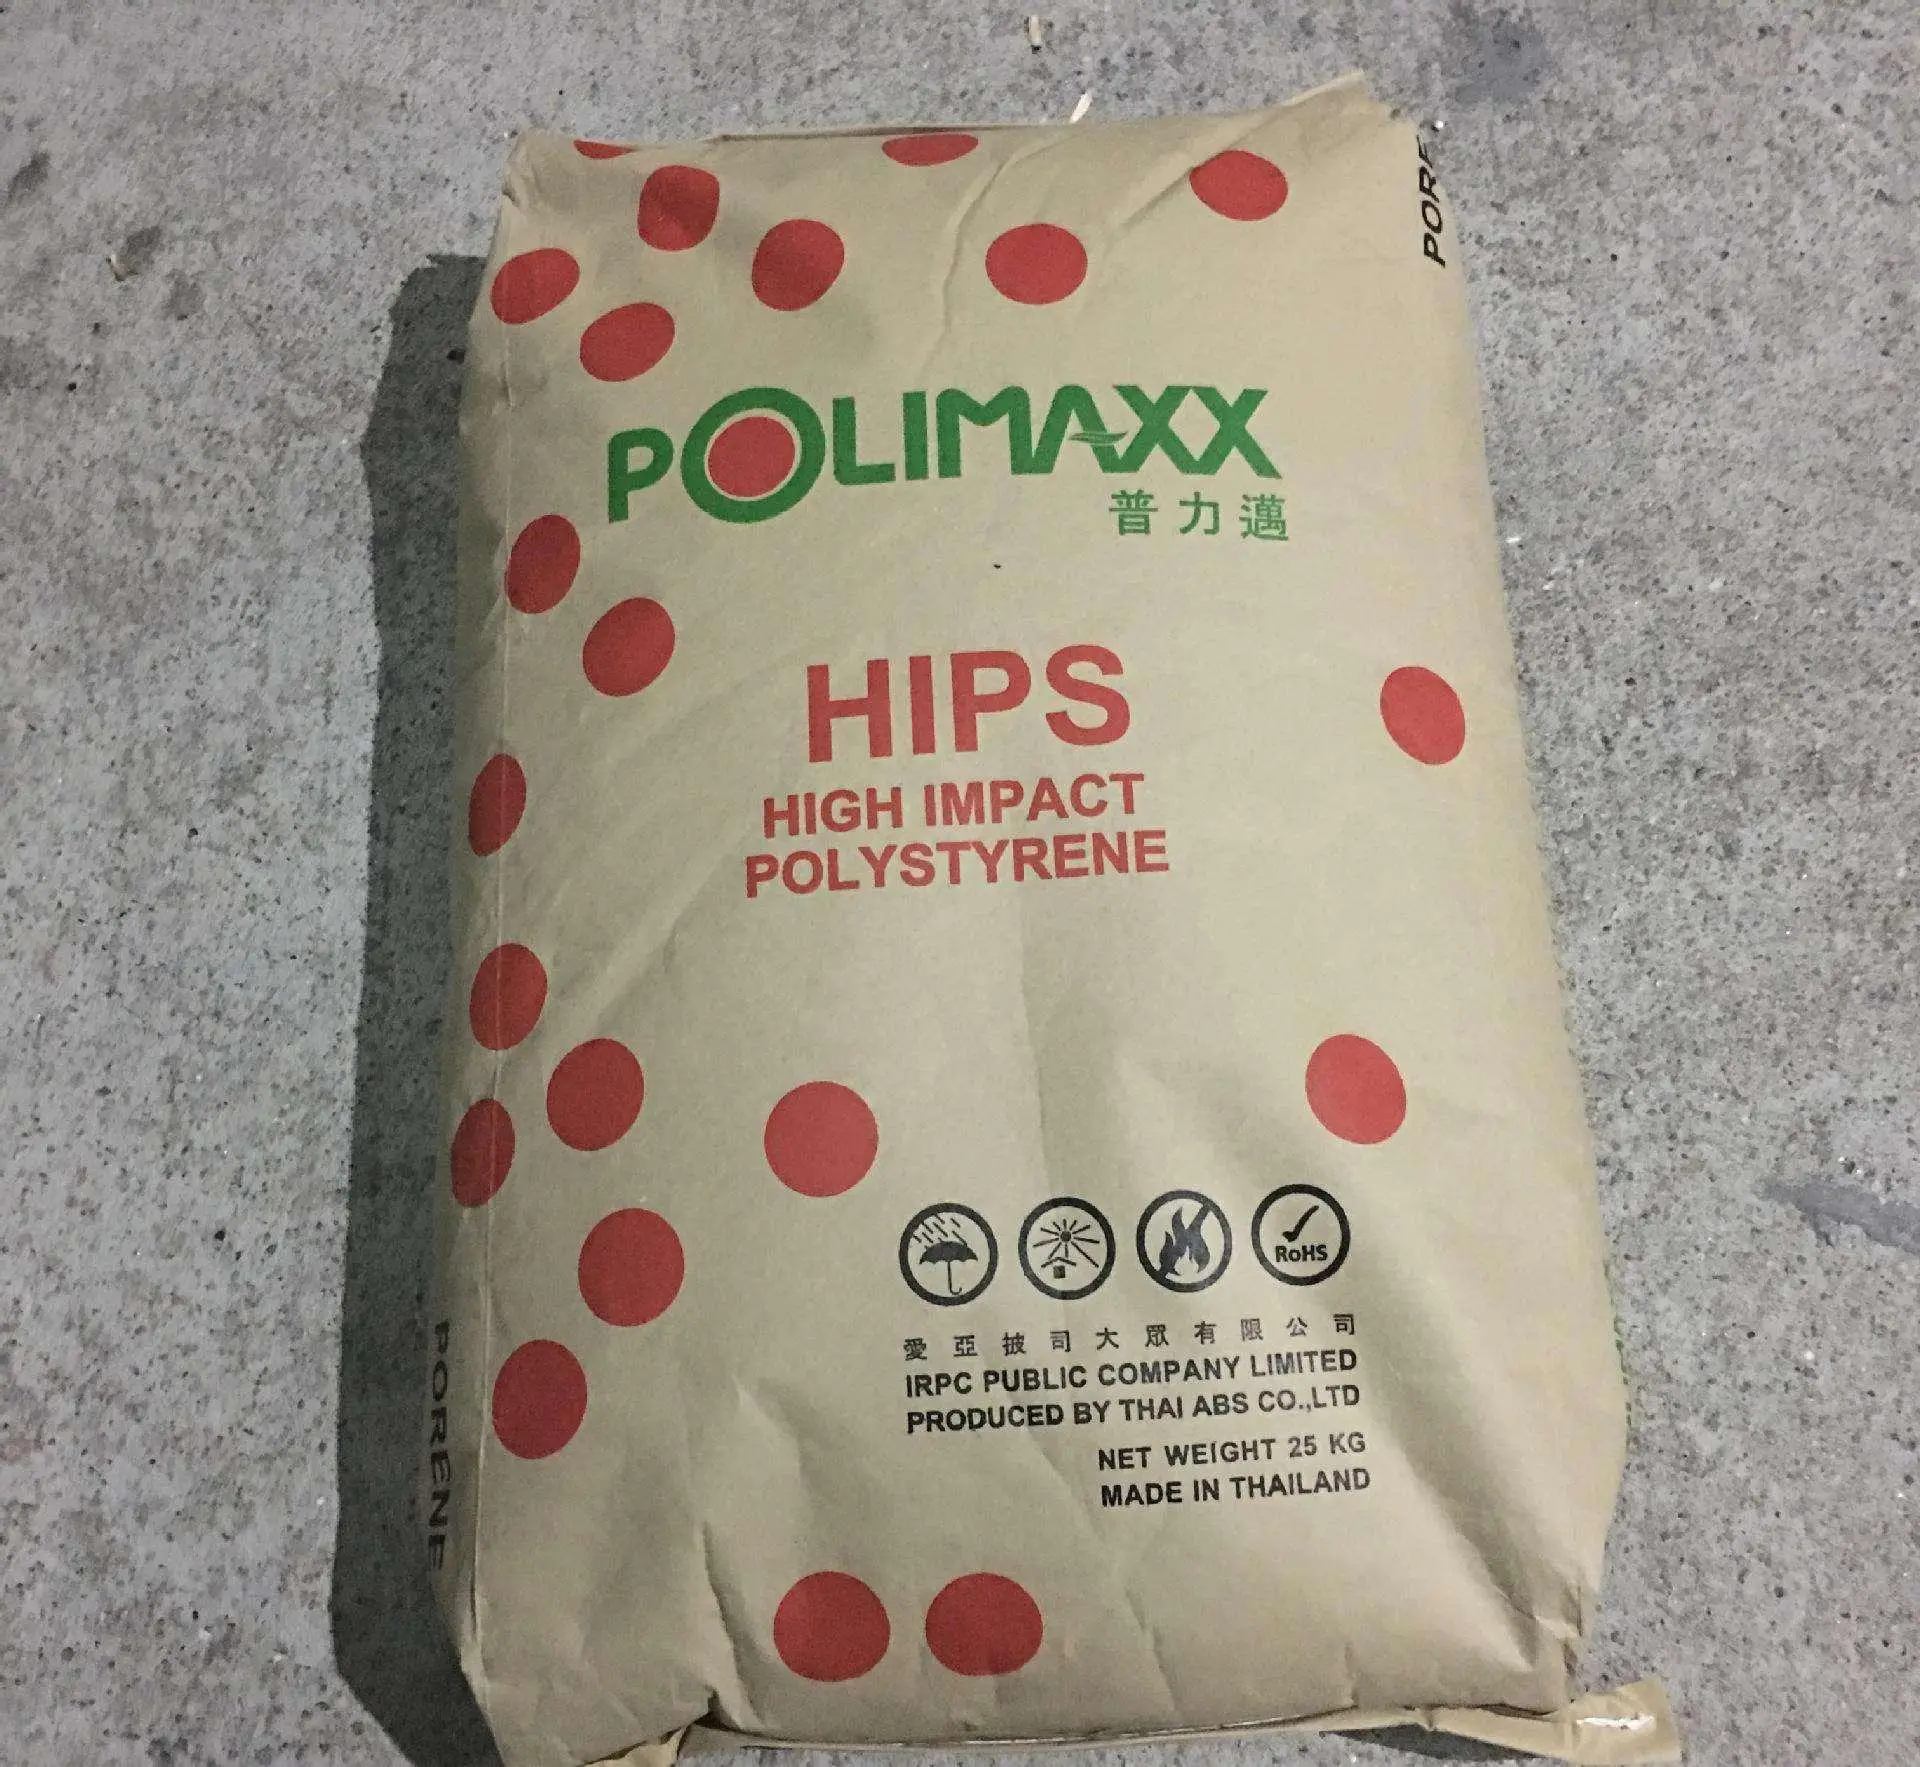 POLIMAXX
普力邁
HIPS
HIGH IMPACT
POLYSTYRENE
RoHS
愛亞披司大眾有限公司
IRPC PUBLIC COMPANY LIMITED
PRODUCED BY THAI ABS CO.,LTD
NET WEIGHT 25 KG
MADE IN THAILAND
PORENE